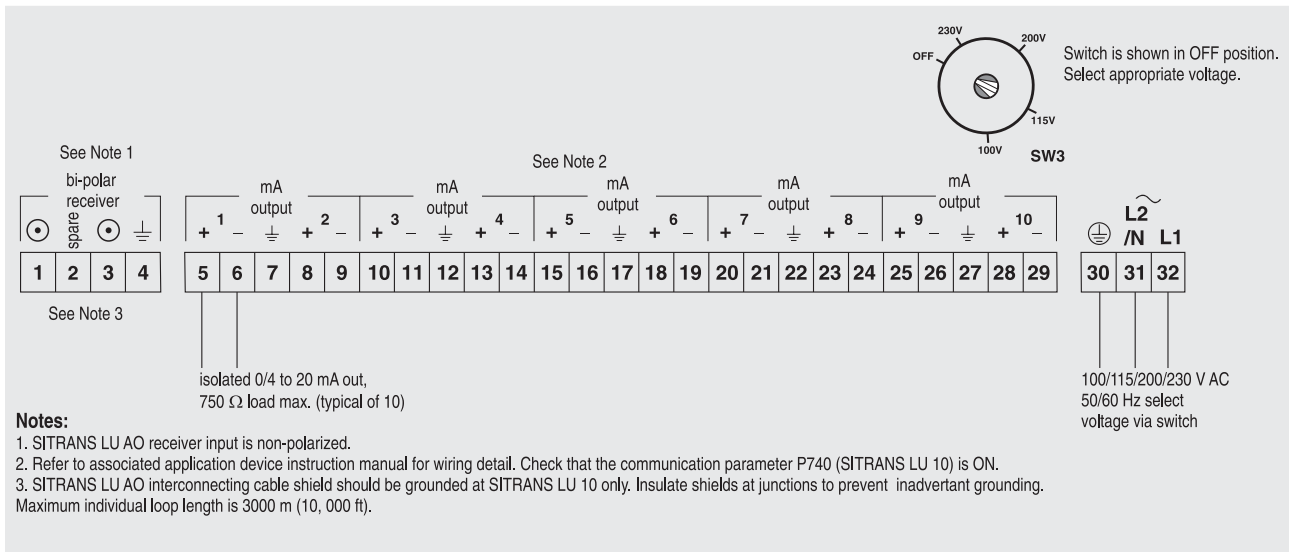 230V
200V
OFF
115V
100V
SW3
Switch is shown in OFF position.
Select appropriate voltage.
See Note 1
bi-polar
receiver
spare
1 2 3 4
See Note 3
See Note 2
mA
output
mA
output
mA
output
mA
output
mA
output
+ 1 – + 2 – + 3 – + 4 – + 5 – + 6 – + 7 – + 8 – + 9 – + 10 –
5 6 7 8 9 10 11 12 13 14 15 16 17 18 19 20 21 22 23 24 25 26 27 28 29
L2
/N L1
30 31 32
isolated 0/4 to 20 mA out,
750 Ω load max. (typical of 10)
100/115/200/230 V AC
50/60 Hz select
voltage via switch
Notes:
1. SITRANS LU AO receiver input is non-polarized.
2. Refer to associated application device instruction manual for wiring detail. Check that the communication parameter P740 (SITRANS LU 10) is ON.
3. SITRANS LU AO interconnecting cable shield should be grounded at SITRANS LU 10 only. Insulate shields at junctions to prevent inadvertant grounding.
Maximum individual loop length is 3000 m (10, 000 ft).